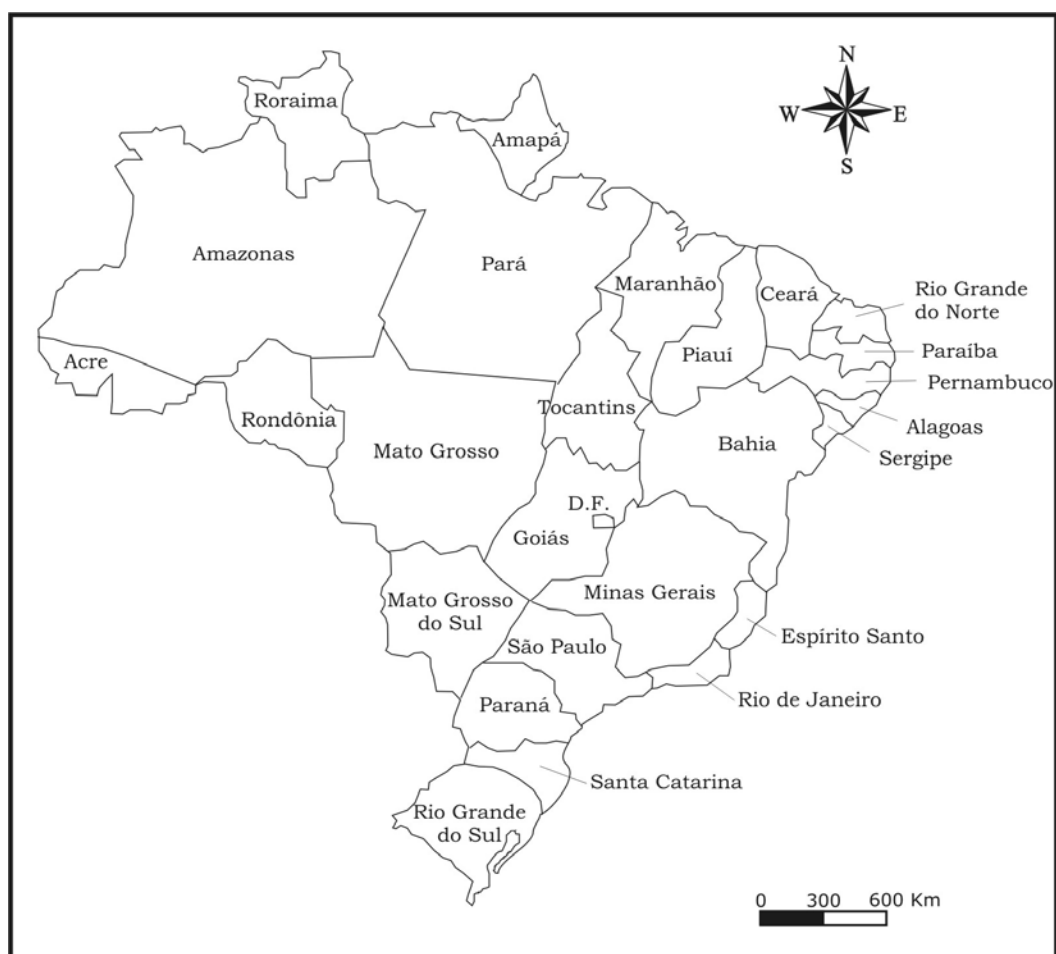 N
Roraima
Amapá
W
E
S
Amazonas
Pará
Maranhão
Ceará
Rio Grande
do Norte
Acre
Piauí
Paraíba
Pernambuco
Rondônia
Tocantins
Alagoas
Mato Grosso
Bahia
Sergipe
D.F.
Goiás
Mato Grosso
do Sul
Minas Gerais
São Paulo
Espírito Santo
Paraná
Rio de Janeiro
Santa Catarina
Rio Grande
do Sul
0 300 600 Km